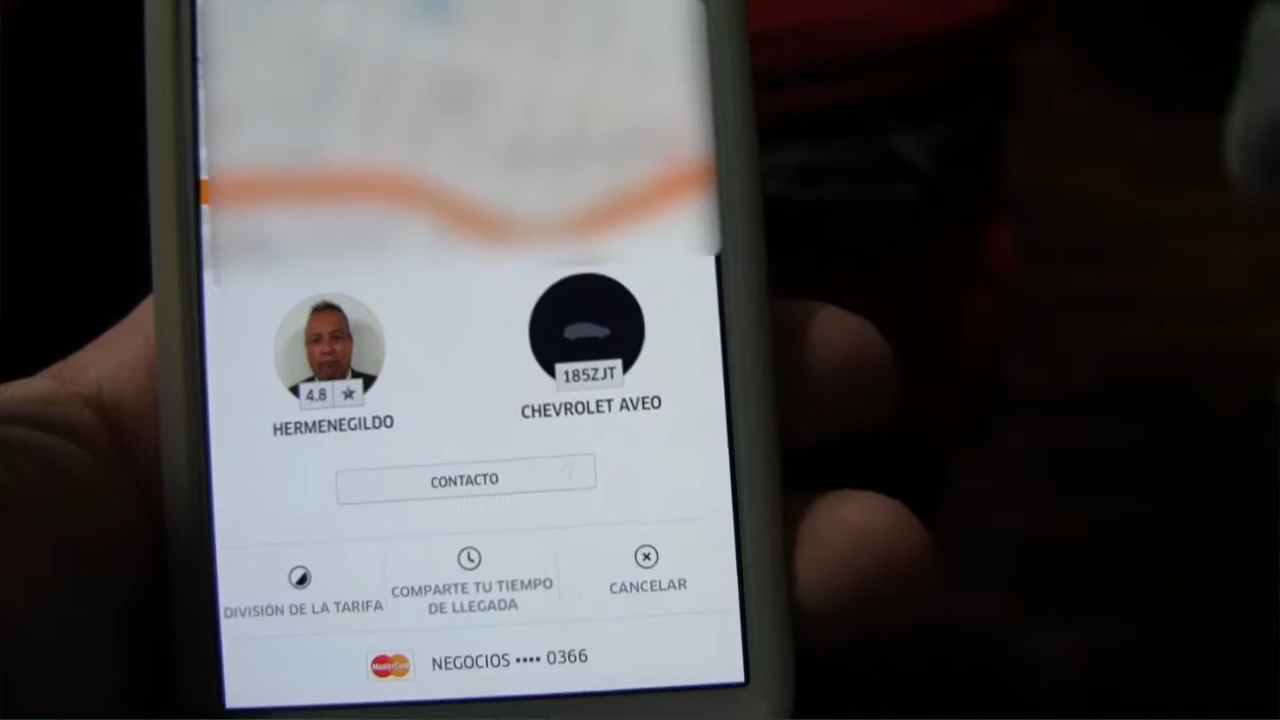 4.8
HERMENEGILDO
185ZJT
CHEVROLET AVEO
CONTACTO
DIVISIÓN DE LA TARIFA
COMPARTE TU TIEMPO
DE LLEGADA
CANCELAR
MasterCard
NEGOCIOS •••• 0366